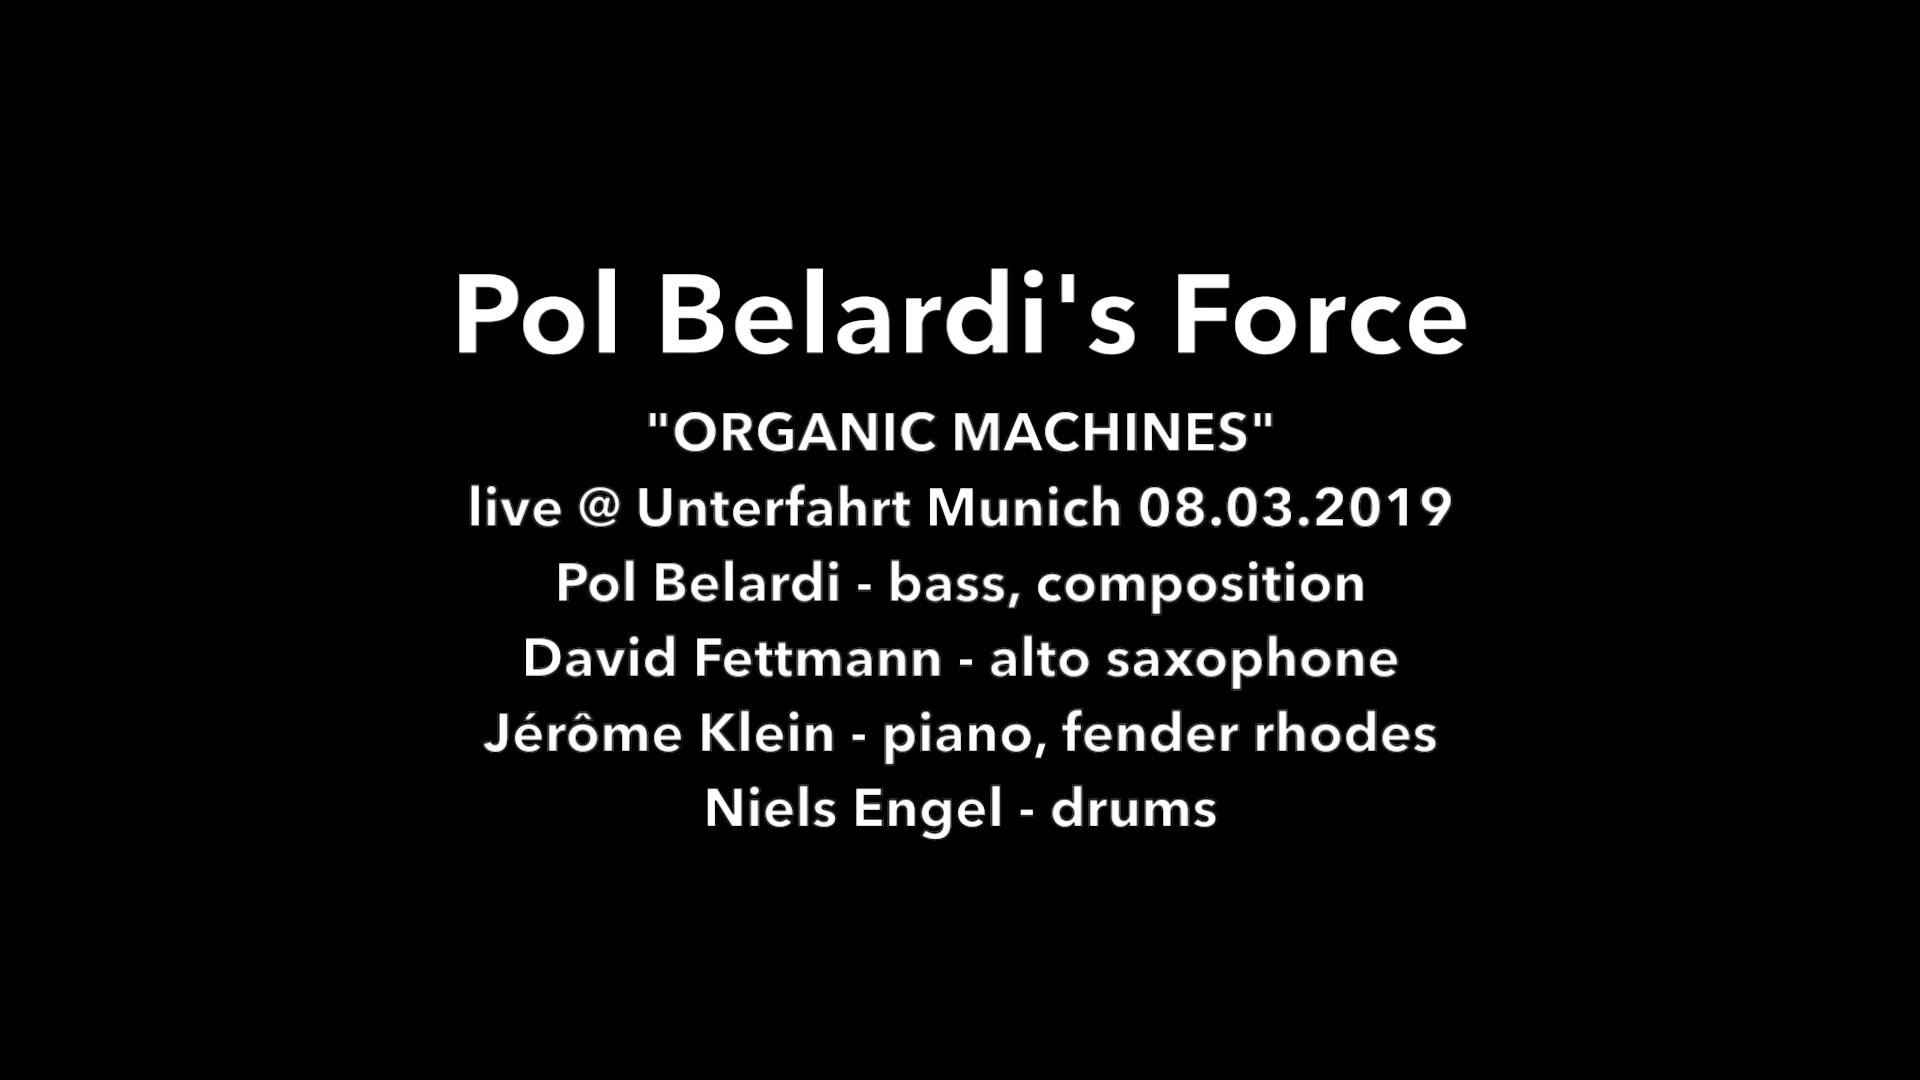 Pol Belardi's Force
"ORGANIC MACHINES"
live @ Unterfahrt Munich 08.03.2019
Pol Belardi - bass, composition
David Fettmann - alto saxophone
Jérôme Klein - piano, fender rhodes
Niels Engel - drums